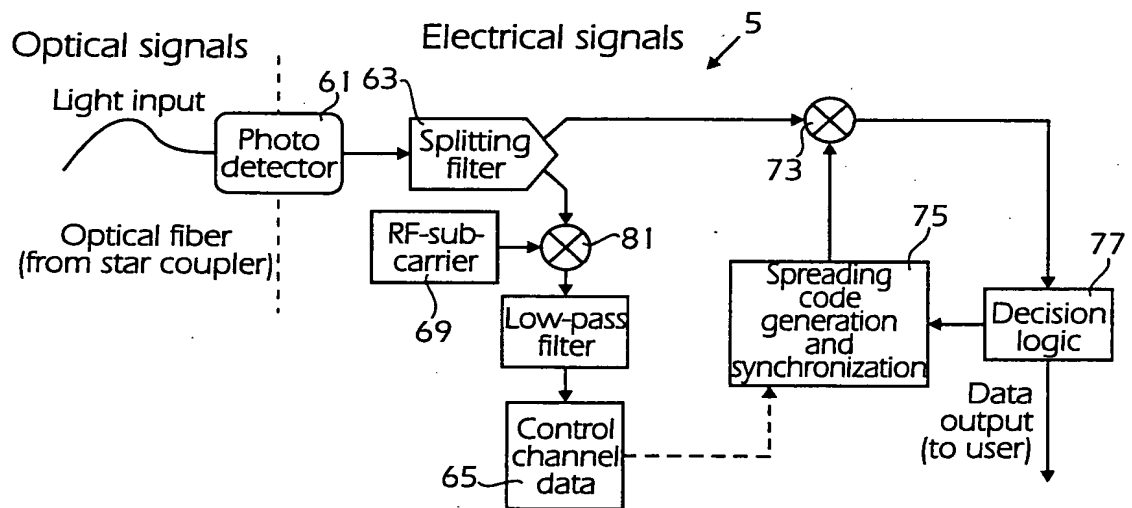 Optical signals
Electrical signals
5
Light input
61
63
Photo
detector
Splitting
filter
73
Optical fiber
(from star coupler)
RF-sub-
carrier
69
81
Low-pass
filter
Control
channel
data
65
75
Spreading
code
generation
and
synchronization
77
Decision
logic
Data
output
(to user)